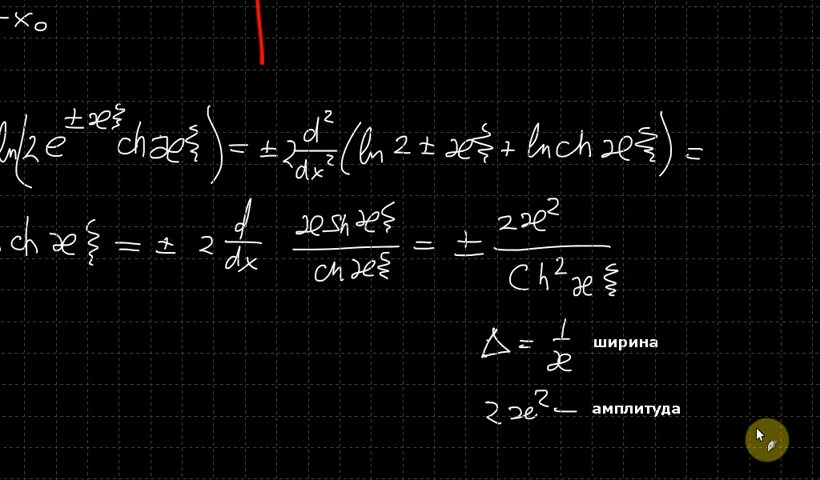 -x₀
ln(2e^{±æξ} ch æξ) = ± 2 d²/dx² (ln 2 ± æξ + ln ch æξ) =
ch æξ = ± 2 d/dx (æ sh æξ)/(ch æξ) = ± 2æ²/(Ch² æξ)
Δ = 1/æ ширина
2æ² — амплитуда